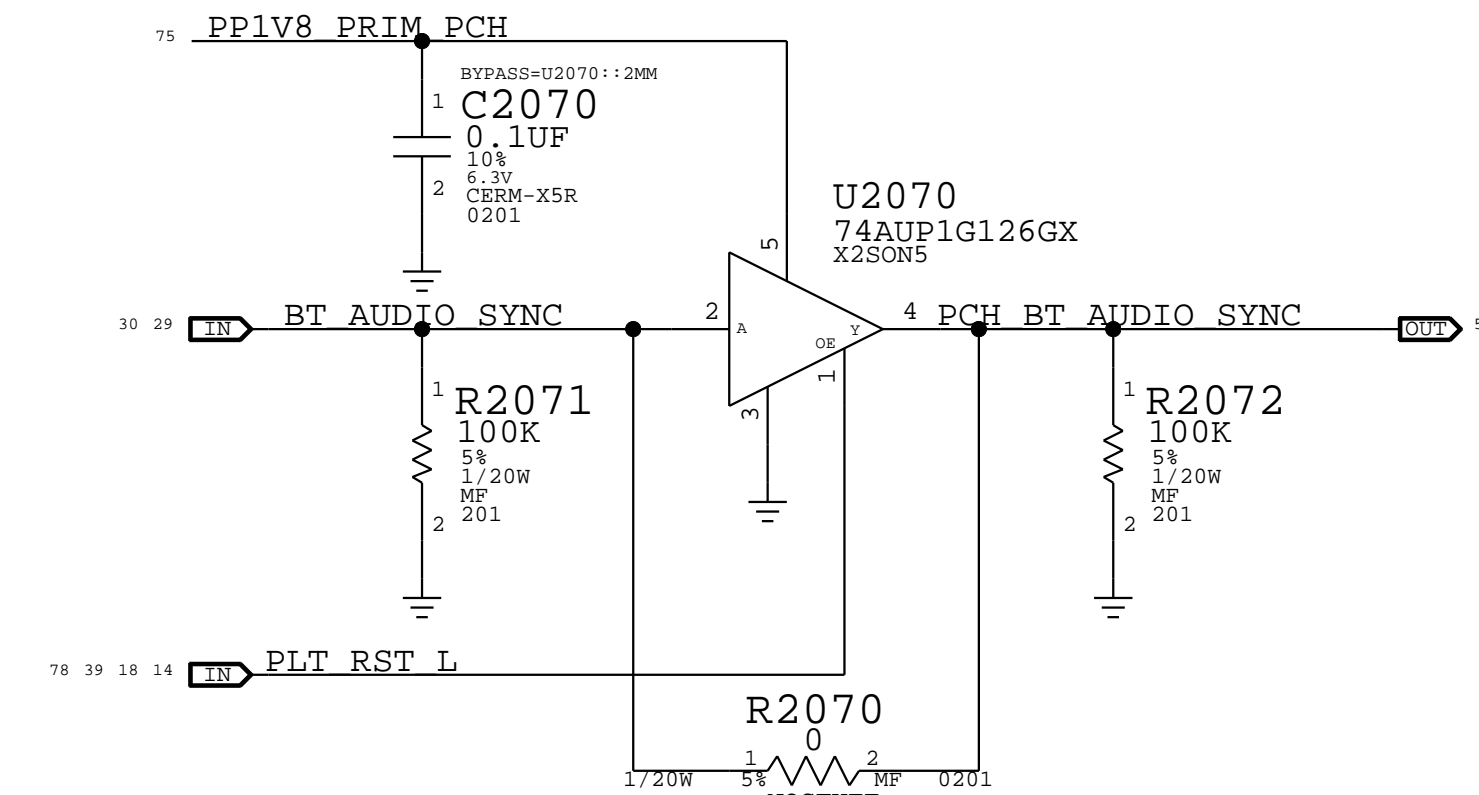 75 PP1V8_PRIM_PCH
BYPASS=U2070::2MM
1 C2070
0.1UF
10%
6.3V
2 CERM-X5R
0201
U2070
74AUP1G126GX
X2SON5
5
30 29 IN BT_AUDIO_SYNC 2 A Y 4 PCH_BT_AUDIO_SYNC OUT
OE
1
3
1 R2071
100K
5%
1/20W
MF
2 201
1 R2072
100K
5%
1/20W
MF
2 201
78 39 18 14 IN PLT_RST_L
R2070
0
1 2
1/20W 5% MF 0201